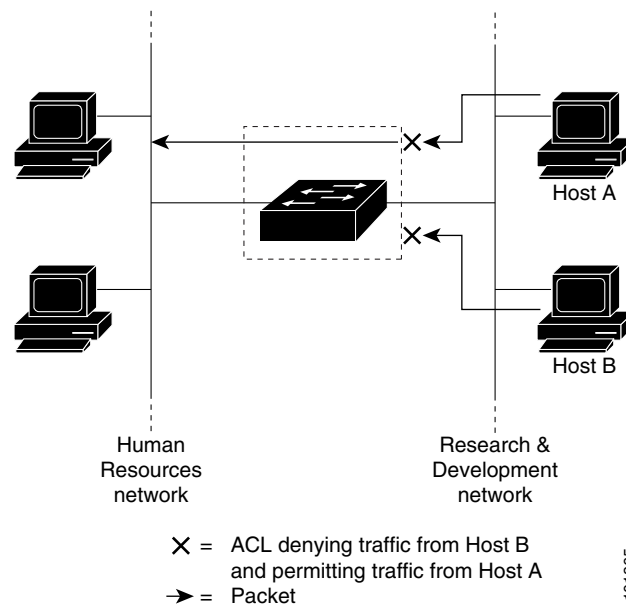 Host A
Host B
Human
Resources
network
Research &
Development
network
X = ACL denying traffic from Host B
and permitting traffic from Host A
→ = Packet